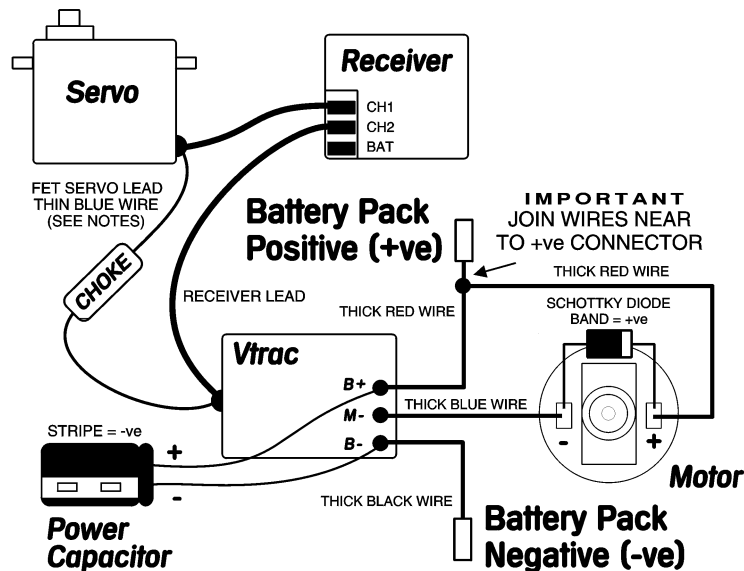 Servo
Receiver
CH1
CH2
BAT
FET SERVO LEAD
THIN BLUE WIRE
(SEE NOTES)
CHOKE
RECEIVER LEAD
Battery Pack
Positive (+ve)
IMPORTANT
JOIN WIRES NEAR
TO +ve CONNECTOR
THICK RED WIRE
THICK RED WIRE
SCHOTTKY DIODE
BAND = +ve
Vtrac
B+
M-
B-
THICK BLUE WIRE
- +
Motor
STRIPE = -ve
+
-
Power
Capacitor
THICK BLACK WIRE
Battery Pack
Negative (-ve)